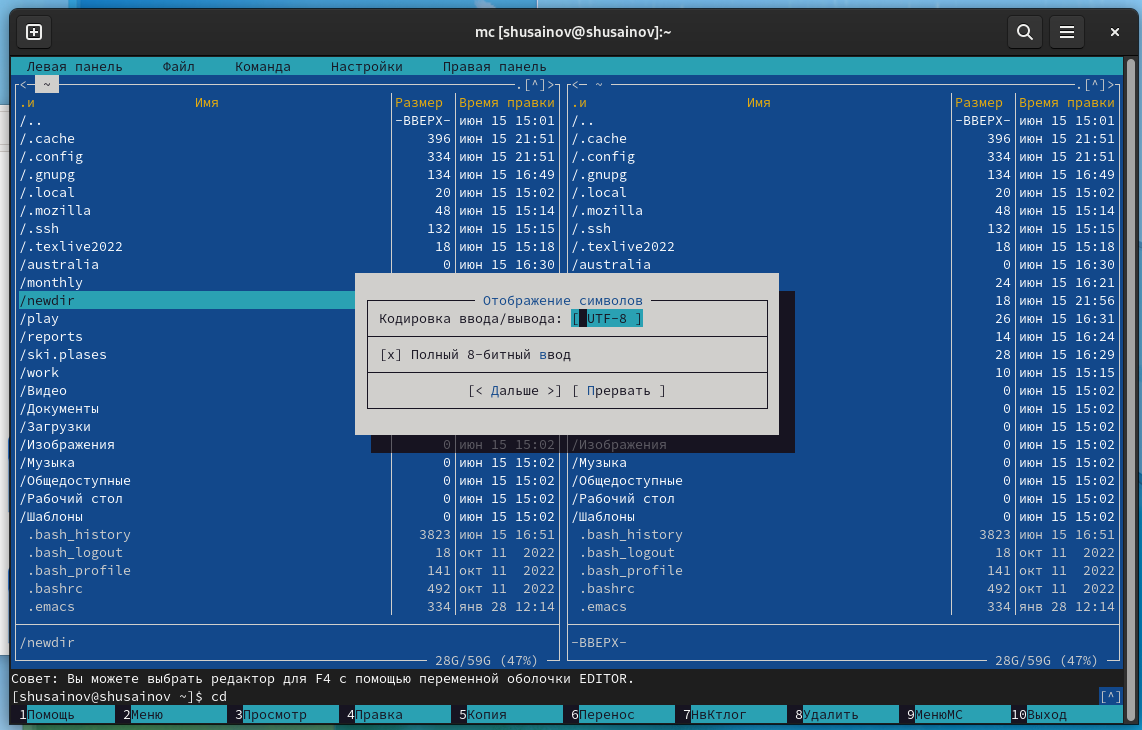 mc [shusainov@shusainov]:~
Левая панель Файл Команда Настройки Правая панель
<- ~ .[^]> <- ~ .[^]>
.и Имя Размер Время правки .и Имя Размер Время правки
/.. -ВВЕРХ- июн 15 15:01 /.. -ВВЕРХ- июн 15 15:01
/.cache 396 июн 15 21:51 /.cache 396 июн 15 21:51
/.config 334 июн 15 21:51 /.config 334 июн 15 21:51
/.gnupg 134 июн 15 16:49 /.gnupg 134 июн 15 16:49
/.local 20 июн 15 15:02 /.local 20 июн 15 15:02
/.mozilla 48 июн 15 15:14 /.mozilla 48 июн 15 15:14
/.ssh 132 июн 15 15:15 /.ssh 132 июн 15 15:15
/.texlive2022 18 июн 15 15:18 /.texlive2022 18 июн 15 15:18
/australia 0 июн 15 16:30 /australia 0 июн 15 16:30
/monthly 24 июн 15 16:21
/newdir Отображение символов 18 июн 15 21:56
/play Кодировка ввода/вывода: [ UTF-8 ] 26 июн 15 16:31
/reports 14 июн 15 16:24
/ski.plases [x] Полный 8-битный ввод 28 июн 15 16:29
/work 10 июн 15 15:15
/Видео [< Дальше >] [ Прервать ] 0 июн 15 15:02
/Документы 0 июн 15 15:02
/Загрузки 0 июн 15 15:02
/Изображения 0 июн 15 15:02 /Изображения 0 июн 15 15:02
/Музыка 0 июн 15 15:02 /Музыка 0 июн 15 15:02
/Общедоступные 0 июн 15 15:02 /Общедоступные 0 июн 15 15:02
/Рабочий стол 0 июн 15 15:02 /Рабочий стол 0 июн 15 15:02
/Шаблоны 0 июн 15 15:02 /Шаблоны 0 июн 15 15:02
.bash_history 3823 июн 15 16:51 .bash_history 3823 июн 15 16:51
.bash_logout 18 окт 11 2022 .bash_logout 18 окт 11 2022
.bash_profile 141 окт 11 2022 .bash_profile 141 окт 11 2022
.bashrc 492 окт 11 2022 .bashrc 492 окт 11 2022
.emacs 334 янв 28 12:14 .emacs 334 янв 28 12:14
/newdir -ВВЕРХ-
28G/59G (47%) 28G/59G (47%)
Совет: Вы можете выбрать редактор для F4 с помощью переменной оболочки EDITOR.
[shusainov@shusainov ~]$ cd [^]
1Помощь 2Меню 3Просмотр 4Правка 5Копия 6Перенос 7НвКтлог 8Удалить 9МенюМС 10Выход